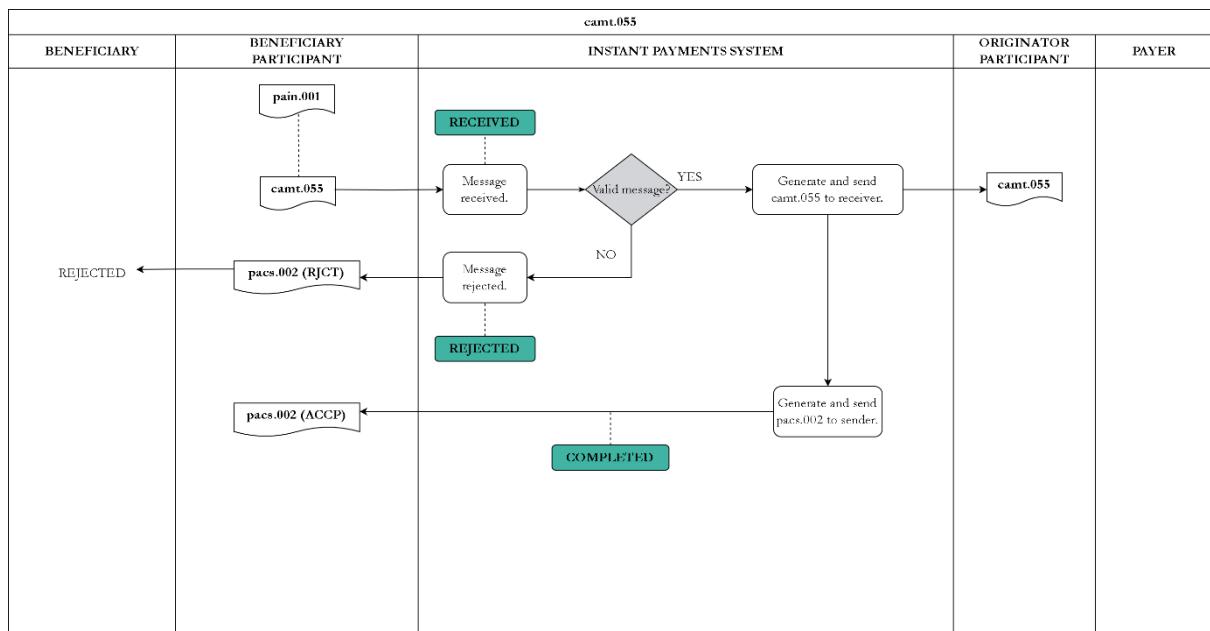 camt.055
BENEFICIARY
BENEFICIARY
PARTICIPANT
INSTANT PAYMENTS SYSTEM
ORIGINATOR
PARTICIPANT
PAYER
pain.001
RECEIVED
camt.055
Message
received.
Valid message?
YES
Generate and send
camt.055 to receiver.
camt.055
NO
REJECTED
pacs.002 (RJCT)
Message
rejected.
REJECTED
pacs.002 (ACCP)
Generate and send
pacs.002 to sender.
COMPLETED